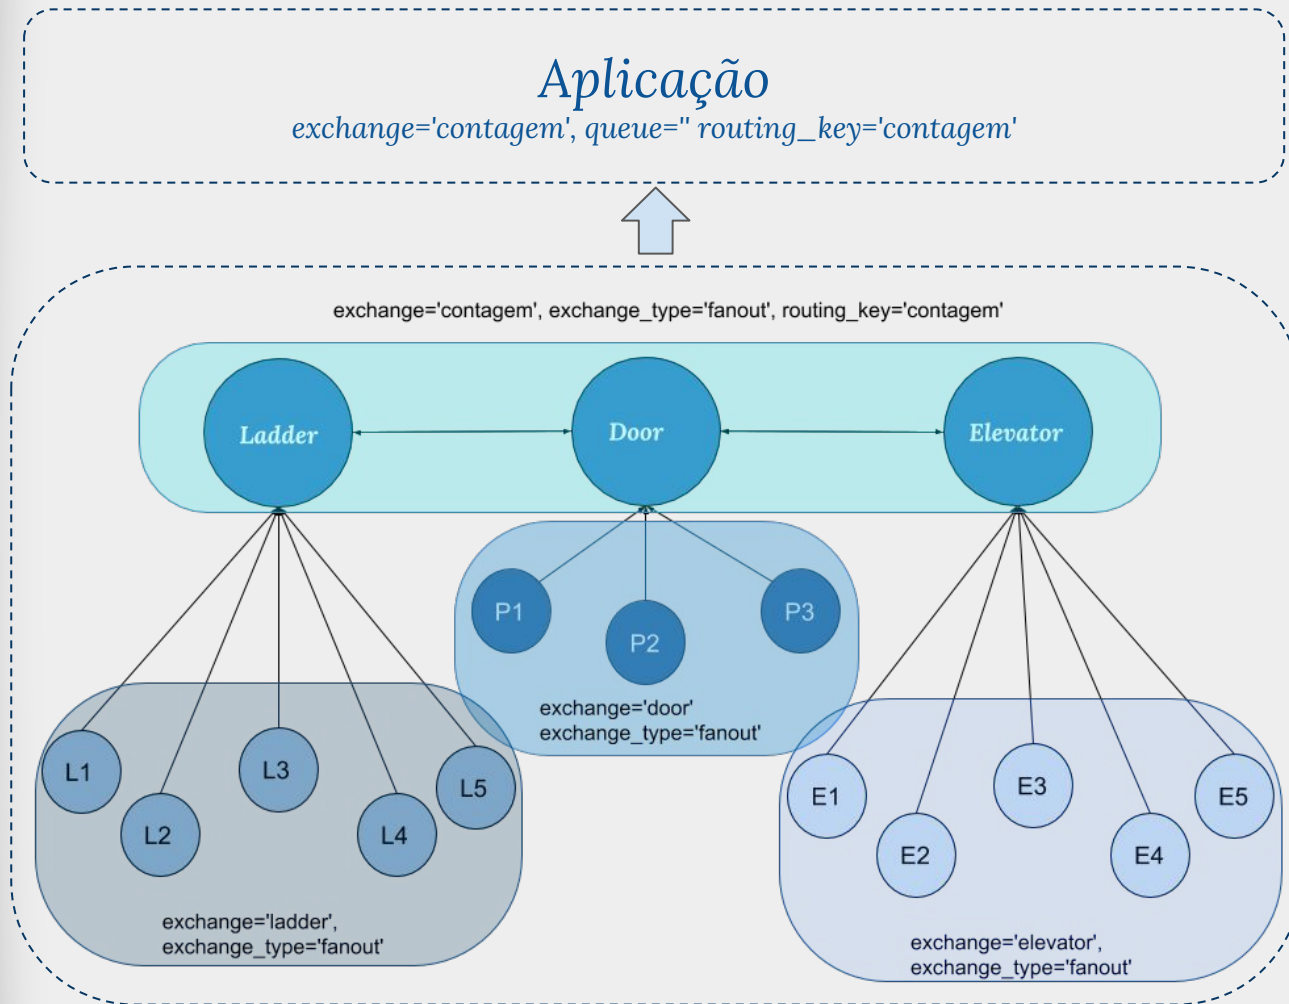 Aplicação
exchange='contagem', queue='' routing_key='contagem'
exchange='contagem', exchange_type='fanout', routing_key='contagem'
Ladder
Door
Elevator
P1
P2
P3
exchange='door'
exchange_type='fanout'
L1
L2
L3
L4
L5
exchange='ladder',
exchange_type='fanout'
E1
E2
E3
E4
E5
exchange='elevator',
exchange_type='fanout'